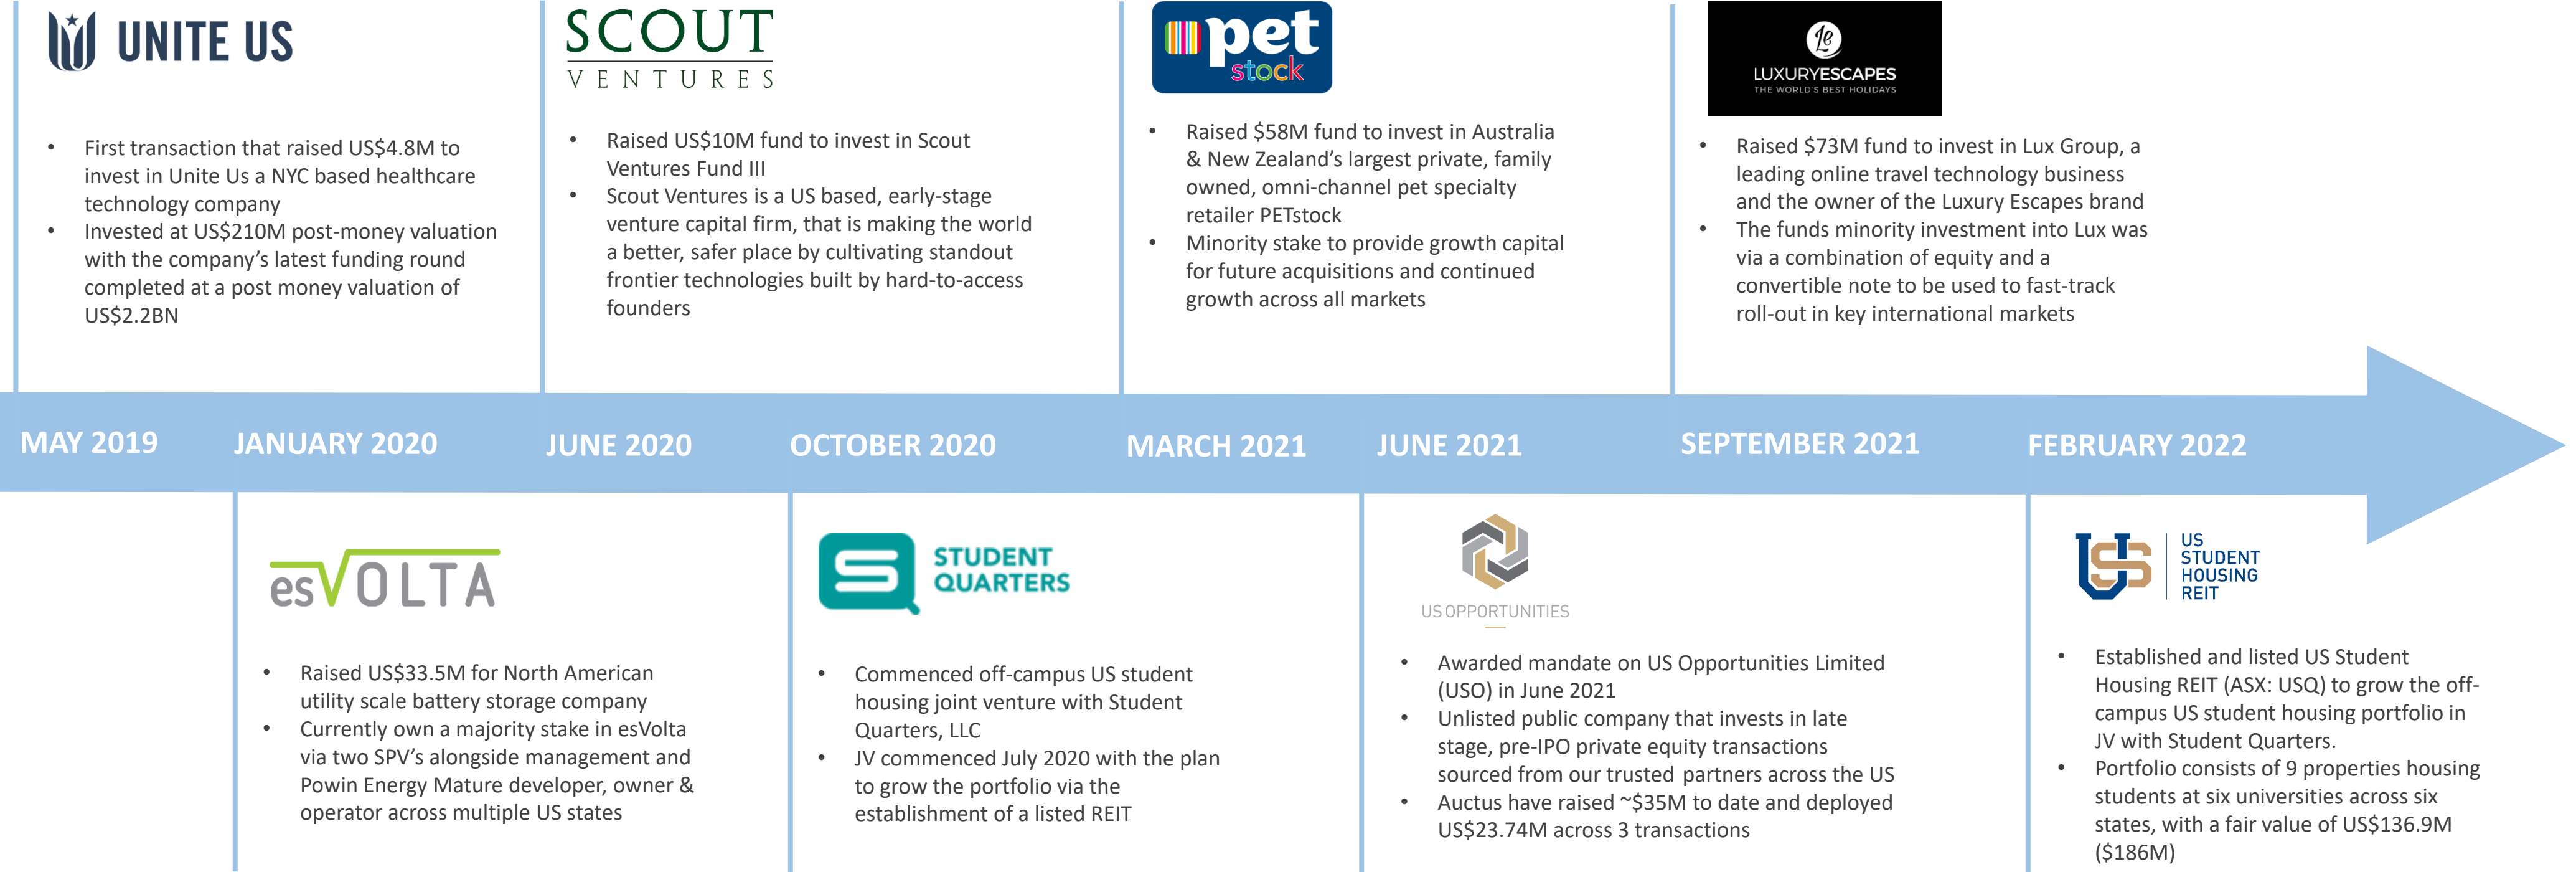 UNITE US
• First transaction that raised US$4.8M to
invest in Unite Us a NYC based healthcare
technology company
• Invested at US$210M post-money valuation
with the company's latest funding round
completed at a post money valuation of
US$2.2BN
SCOUT
VENTURES
• Raised US$10M fund to invest in Scout
Ventures Fund III
• Scout Ventures is a US based, early-stage
venture capital firm, that is making the world
a better, safer place by cultivating standout
frontier technologies built by hard-to-access
founders
pet
stock
• Raised $58M fund to invest in Australia
& New Zealand's largest private, family
owned, omni-channel pet specialty
retailer PETstock
• Minority stake to provide growth capital
for future acquisitions and continued
growth across all markets
le
LUXURYESCAPES
THE WORLD'S BEST HOLIDAYS
• Raised $73M fund to invest in Lux Group, a
leading online travel technology business
and the owner of the Luxury Escapes brand
• The funds minority investment into Lux was
via a combination of equity and a
convertible note to be used to fast-track
roll-out in key international markets
MAY 2019
JANUARY 2020
JUNE 2020
OCTOBER 2020
MARCH 2021
JUNE 2021
SEPTEMBER 2021
FEBRUARY 2022
esVOLTA
• Raised US$33.5M for North American
utility scale battery storage company
• Currently own a majority stake in esVolta
via two SPV's alongside management and
Powin Energy Mature developer, owner &
operator across multiple US states
STUDENT
QUARTERS
• Commenced off-campus US student
housing joint venture with Student
Quarters, LLC
• JV commenced July 2020 with the plan
to grow the portfolio via the
establishment of a listed REIT
US OPPORTUNITIES
• Awarded mandate on US Opportunities Limited
(USO) in June 2021
• Unlisted public company that invests in late
stage, pre-IPO private equity transactions
sourced from our trusted partners across the US
• Auctus have raised ~$35M to date and deployed
US$23.74M across 3 transactions
US
US
STUDENT
HOUSING
REIT
• Established and listed US Student
Housing REIT (ASX: USQ) to grow the off-
campus US student housing portfolio in
JV with Student Quarters.
• Portfolio consists of 9 properties housing
students at six universities across six
states, with a fair value of US$136.9M
($186M)